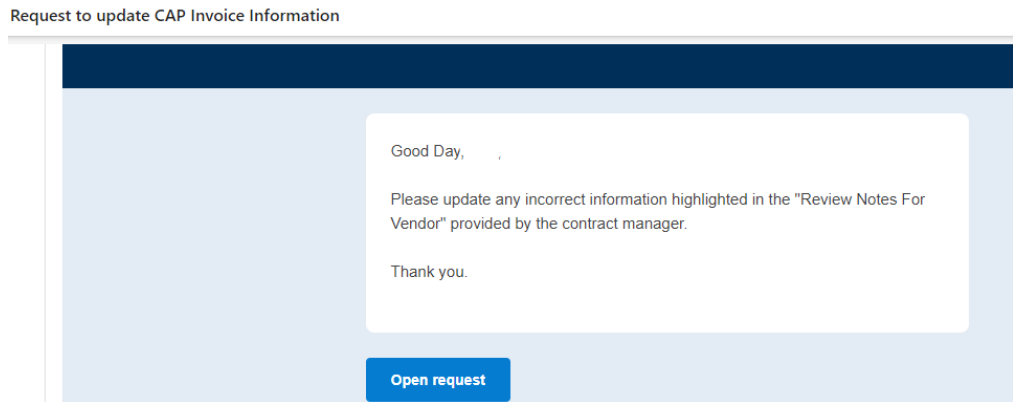 Request to update CAP Invoice Information
Good Day, ,
Please update any incorrect information highlighted in the "Review Notes For
Vendor" provided by the contract manager.
Thank you.
Open request